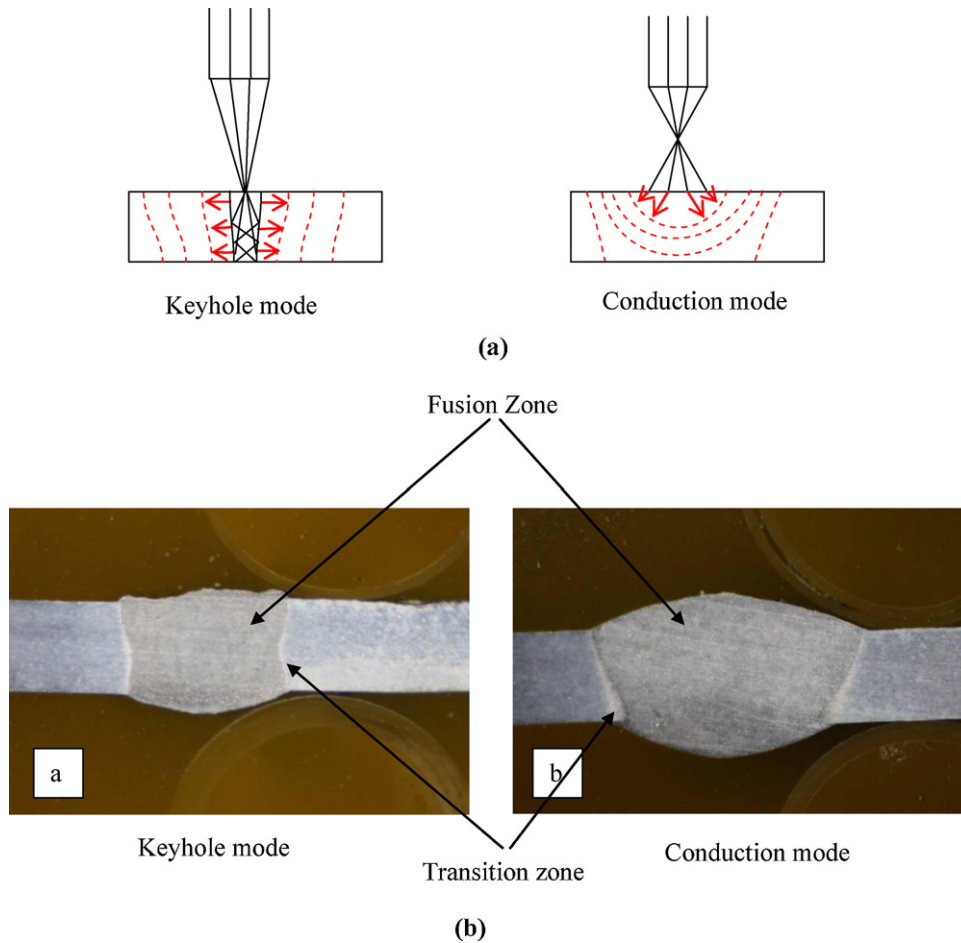 Keyhole mode
Conduction mode
(a)
Fusion Zone
a
b
Keyhole mode
Conduction mode
Transition zone
(b)